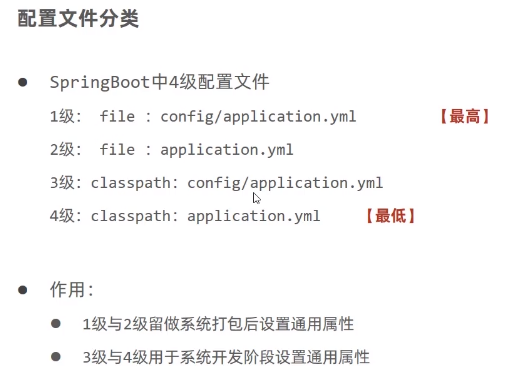 配置文件分类
● SpringBoot中4级配置文件
1级： file ：config/application.yml 【最高】
2级： file ：application.yml
3级：classpath：config/application.yml
4级：classpath：application.yml 【最低】
● 作用：
● 1级与2级留做系统打包后设置通用属性
● 3级与4级用于系统开发阶段设置通用属性